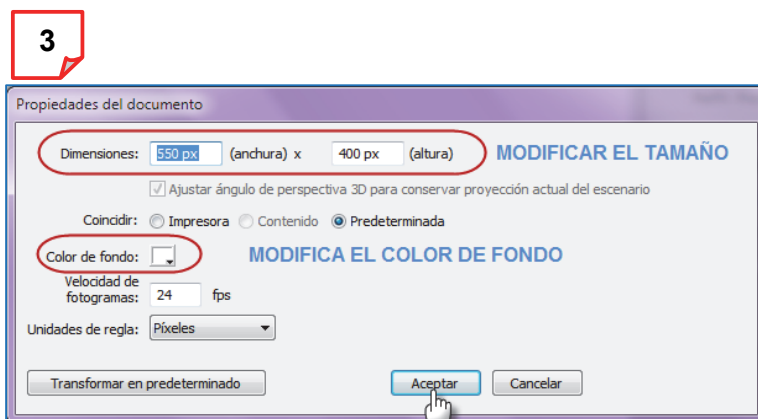 3
Propiedades del documento
Dimensiones: 550 px (anchura) x 400 px (altura) MODIFICAR EL TAMAÑO
Ajustar ángulo de perspectiva 3D para conservar proyección actual del escenario
Coincidir: Impresora Contenido Predeterminada
Color de fondo: MODIFICA EL COLOR DE FONDO
Velocidad de
fotogramas: 24 fps
Unidades de regla: Píxeles
Transformar en predeterminado Aceptar Cancelar